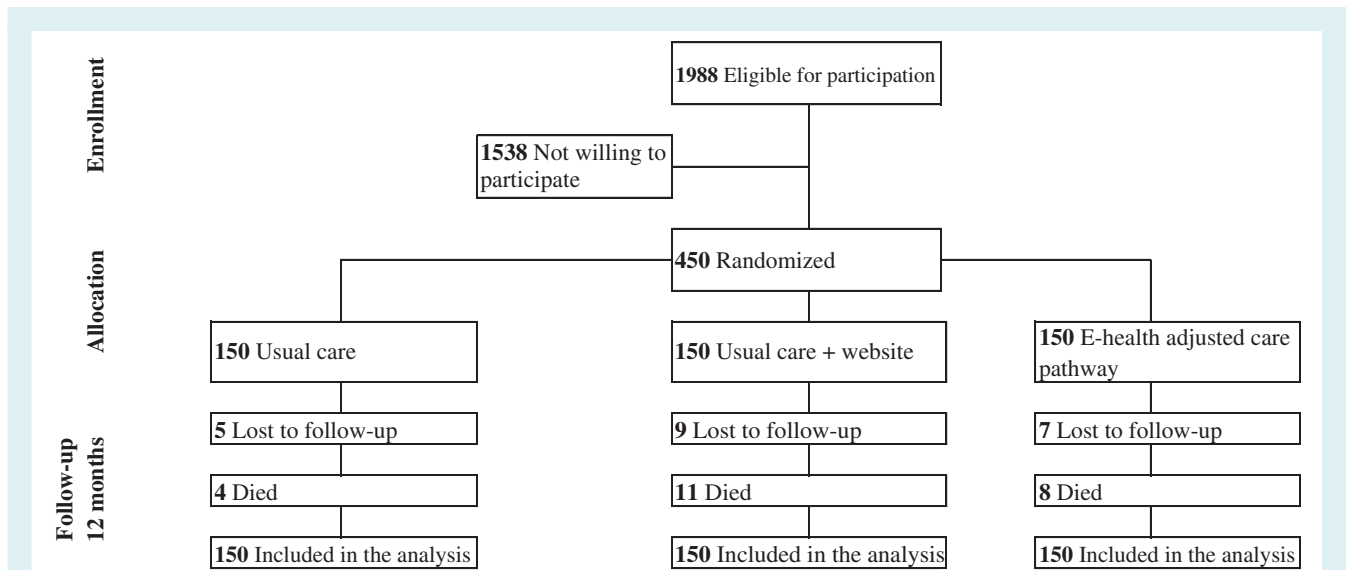 Enrollment
1988 Eligible for participation
1538 Not willing to
participate
Allocation
450 Randomized
150 Usual care
150 Usual care + website
150 E-health adjusted care
pathway
Follow-up
12 months
5 Lost to follow-up
9 Lost to follow-up
7 Lost to follow-up
4 Died
11 Died
8 Died
150 Included in the analysis
150 Included in the analysis
150 Included in the analysis